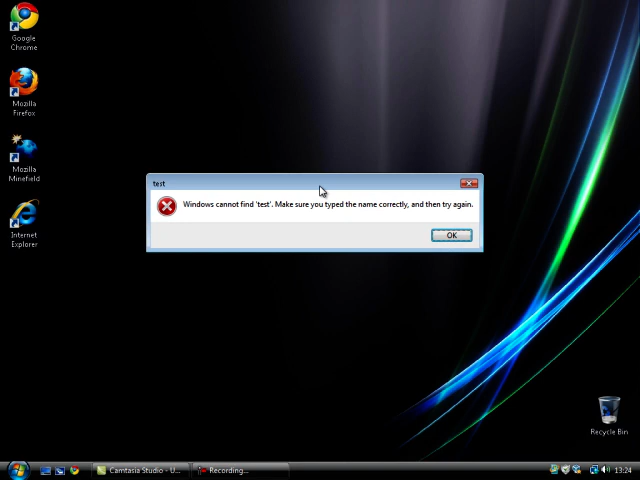 Google
Chrome
Mozilla
Firefox
Mozilla
Minefield
Internet
Explorer
test
Windows cannot find 'test'. Make sure you typed the name correctly, and then try again.
OK
Recycle Bin
Camtasia Studio - U...
Recording...
13:24